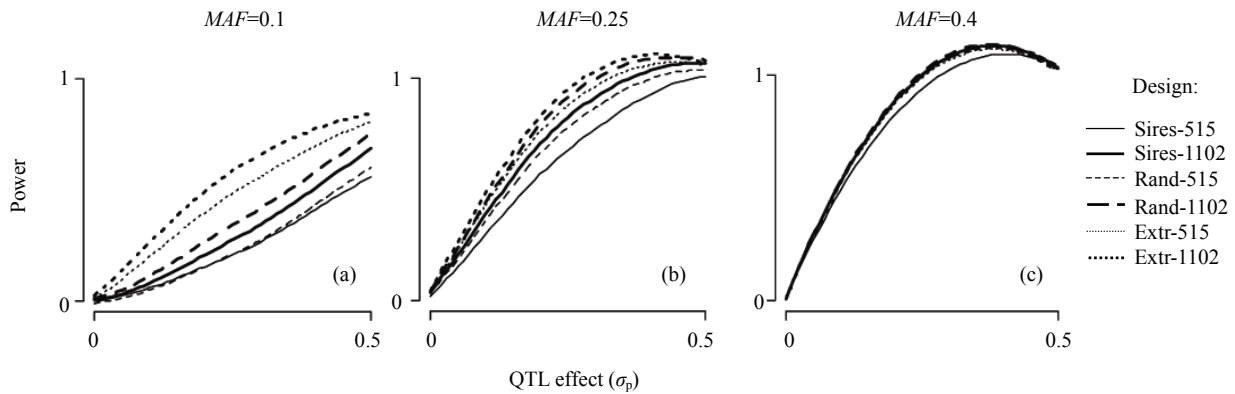 MAF=0.1
MAF=0.25
MAF=0.4
Power
1
0
0
0.5
(a)
1
0
0
0.5
(b)
1
0
0
0.5
(c)
QTL effect (σp)
Design:
Sires-515
Sires-1102
Rand-515
Rand-1102
Extr-515
Extr-1102